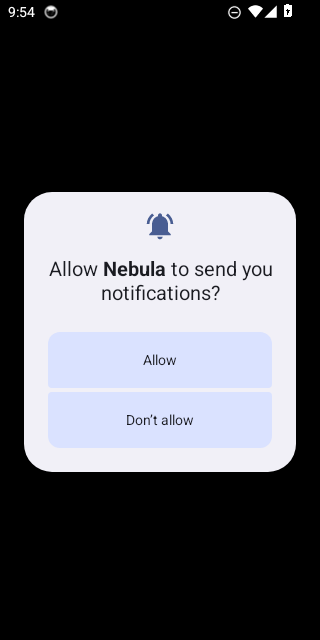 9:54
Allow Nebula to send you
notifications?
Allow
Don’t allow